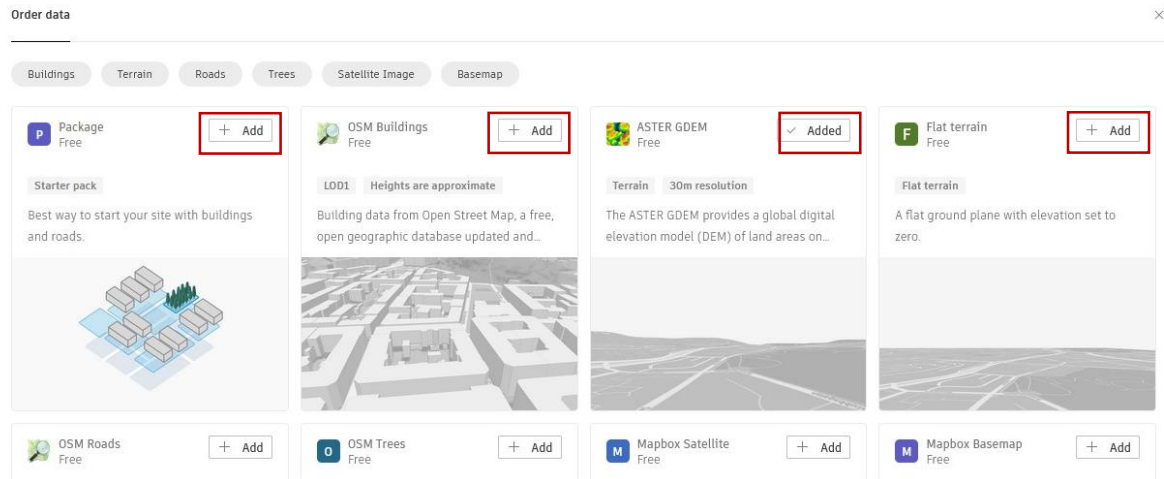 Order data
Buildings Terrain Roads Trees Satellite Image Basemap
P Package
Free
+ Add
OSM Buildings
Free
+ Add
ASTER GDEM
Free
✓ Added
F Flat terrain
Free
+ Add
Starter pack
Best way to start your site with buildings
and roads.
LOD1 Heights are approximate
Building data from Open Street Map, a free,
open geographic database updated and…
Terrain 30m resolution
The ASTER GDEM provides a global digital
elevation model (DEM) of land areas on…
Flat terrain
A flat ground plane with elevation set to
zero.
OSM Roads
Free
+ Add
O OSM Trees
Free
+ Add
M Mapbox Satellite
Free
+ Add
M Mapbox Basemap
Free
+ Add